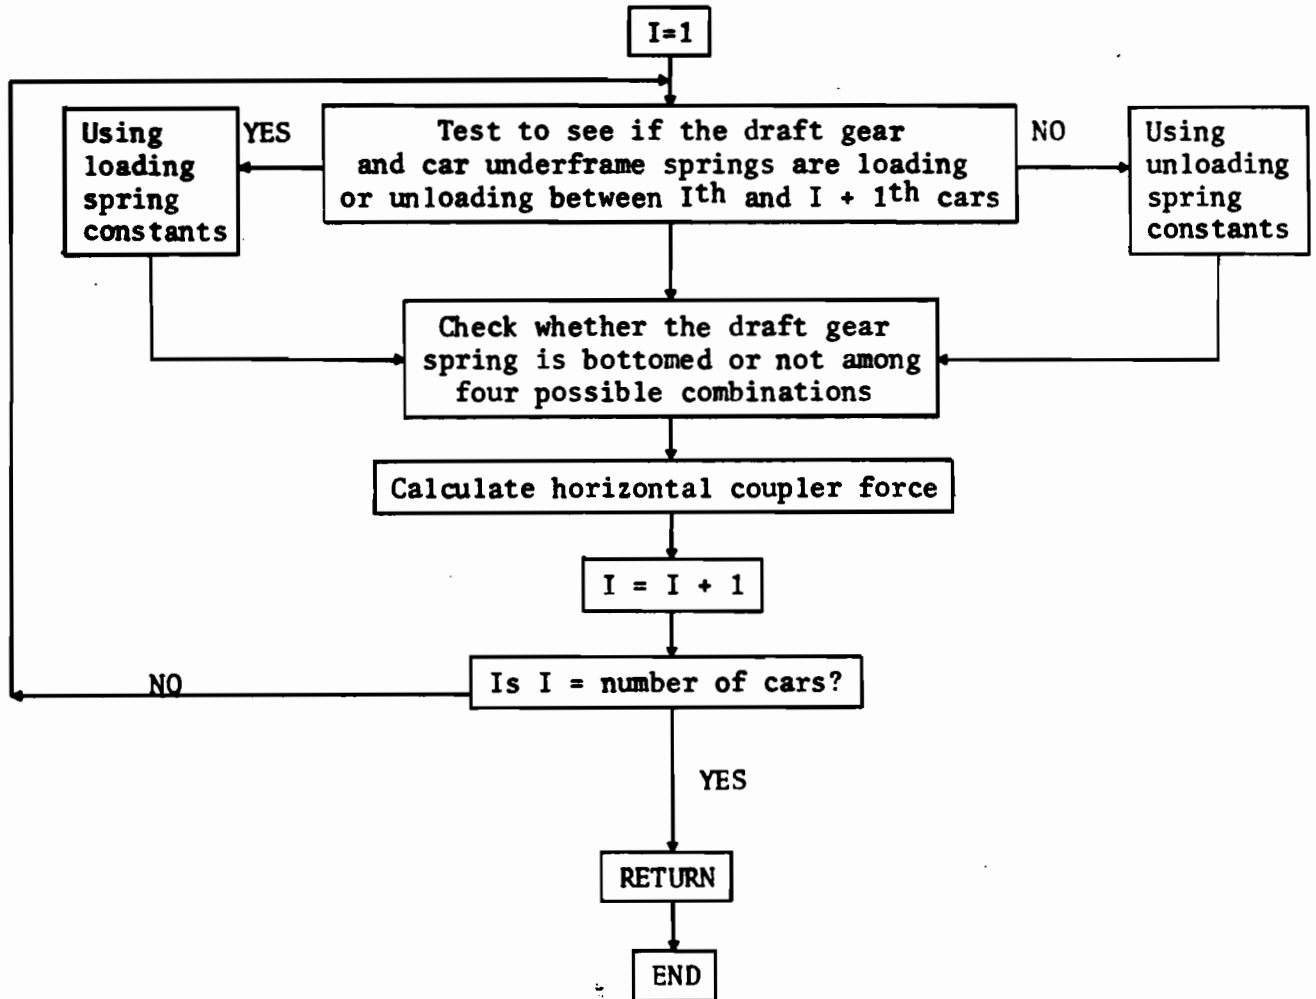 I=1
Using
loading
spring
constants
YES
Test to see if the draft gear
and car underframe springs are loading
or unloading between Ith and I + 1th cars
NO
Using
unloading
spring
constants
Check whether the draft gear
spring is bottomed or not among
four possible combinations
Calculate horizontal coupler force
I = I + 1
Is I = number of cars?
NO
YES
RETURN
END